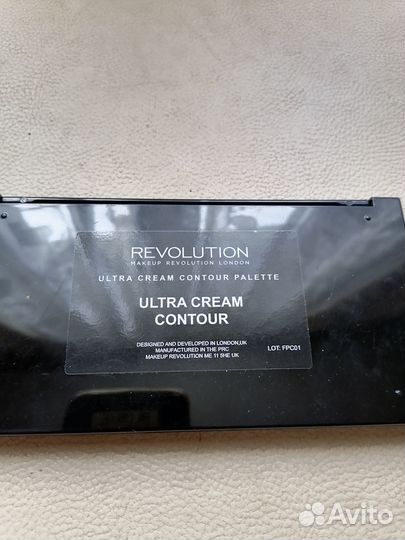 REVOLUTION
MAKEUP REVOLUTION LONDON
ULTRA CREAM CONTOUR PALETTE
ULTRA CREAM
CONTOUR
DESIGNED AND DEVELOPED IN LONDON,UK
MANUFACTURED IN THE PRC
MAKEUP REVOLUTION ME 11 5HE UK
LOT: FPC01
Avito